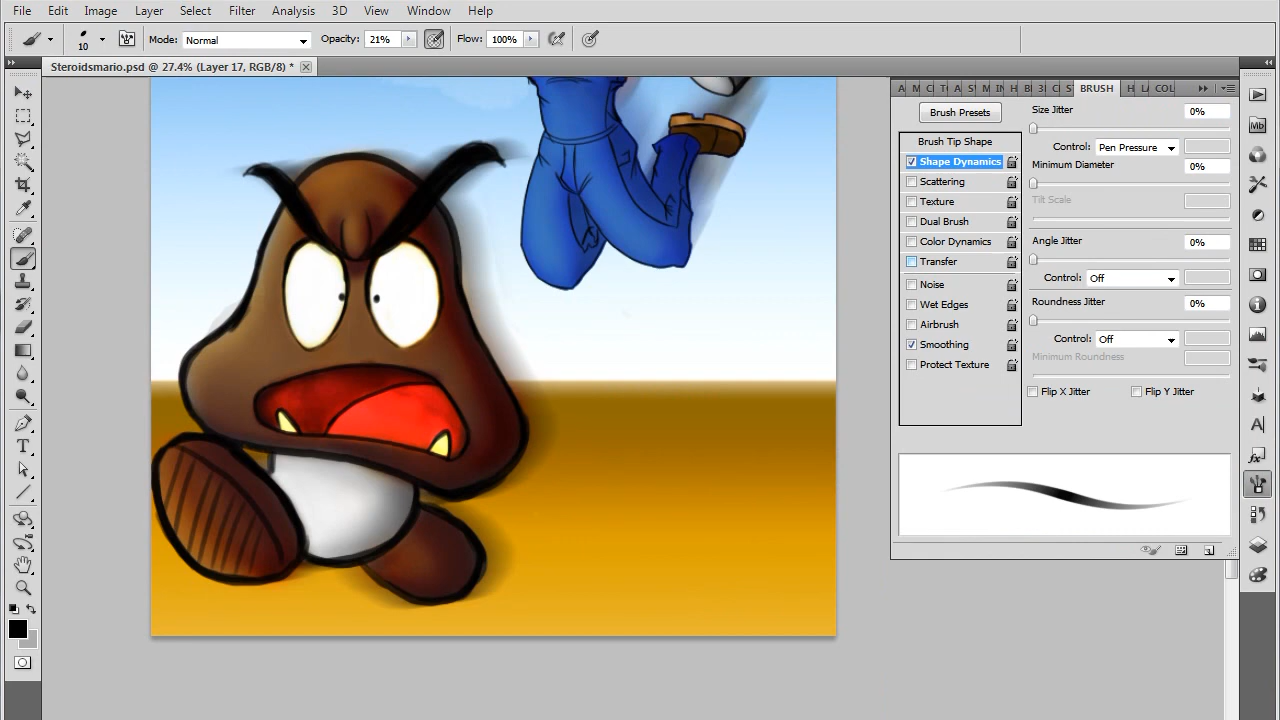 File Edit Image Layer Select Filter Analysis 3D View Window Help
10 Mode: Normal Opacity: 21% Flow: 100%
Steroidsmario.psd @ 27.4% (Layer 17, RGB/8) *
BRUSH COL
Brush Presets
Brush Tip Shape
Shape Dynamics
Scattering
Texture
Dual Brush
Color Dynamics
Transfer
Noise
Wet Edges
Airbrush
Smoothing
Protect Texture
Size Jitter 0%
Control: Pen Pressure
Minimum Diameter 0%
Tilt Scale
Angle Jitter 0%
Control: Off
Roundness Jitter 0%
Control: Off
Minimum Roundness
Flip X Jitter Flip Y Jitter
Mb